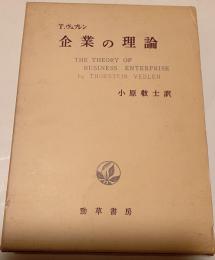 T.ヴェブレン
企業の理論
THE THEORY OF
BUSINESS ENTERPRISE
by THORSTEIN VEBLEN
小原敬士訳
勁草書房